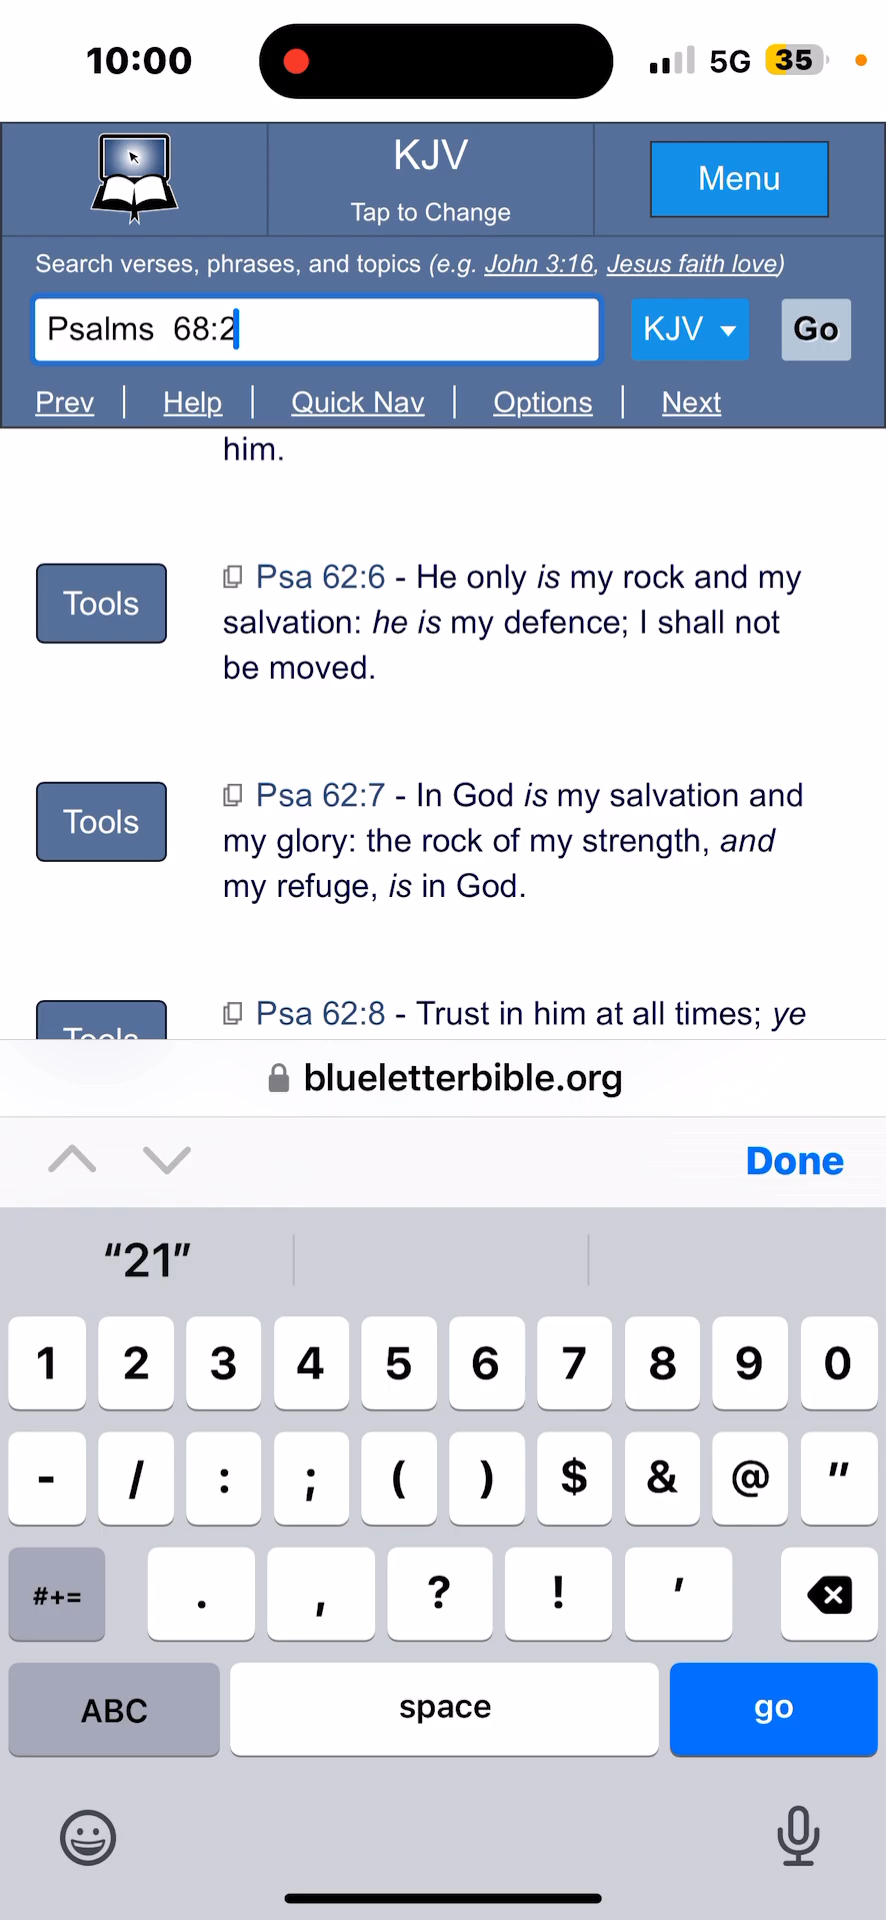 10:00 5G 35
KJV
Tap to Change
Menu
Search verses, phrases, and topics (e.g. John 3:16, Jesus faith love)
Psalms  68:2 KJV Go
Prev | Help | Quick Nav | Options | Next
him.
Tools
Psa 62:6 - He only is my rock and my
salvation: he is my defence; I shall not
be moved.
Tools
Psa 62:7 - In God is my salvation and
my glory: the rock of my strength, and
my refuge, is in God.
Tools
Psa 62:8 - Trust in him at all times; ye
blueletterbible.org
Done
“21”
1 2 3 4 5 6 7 8 9 0
- / : ; ( ) $ & @ "
#+= . , ? ! '
ABC space go